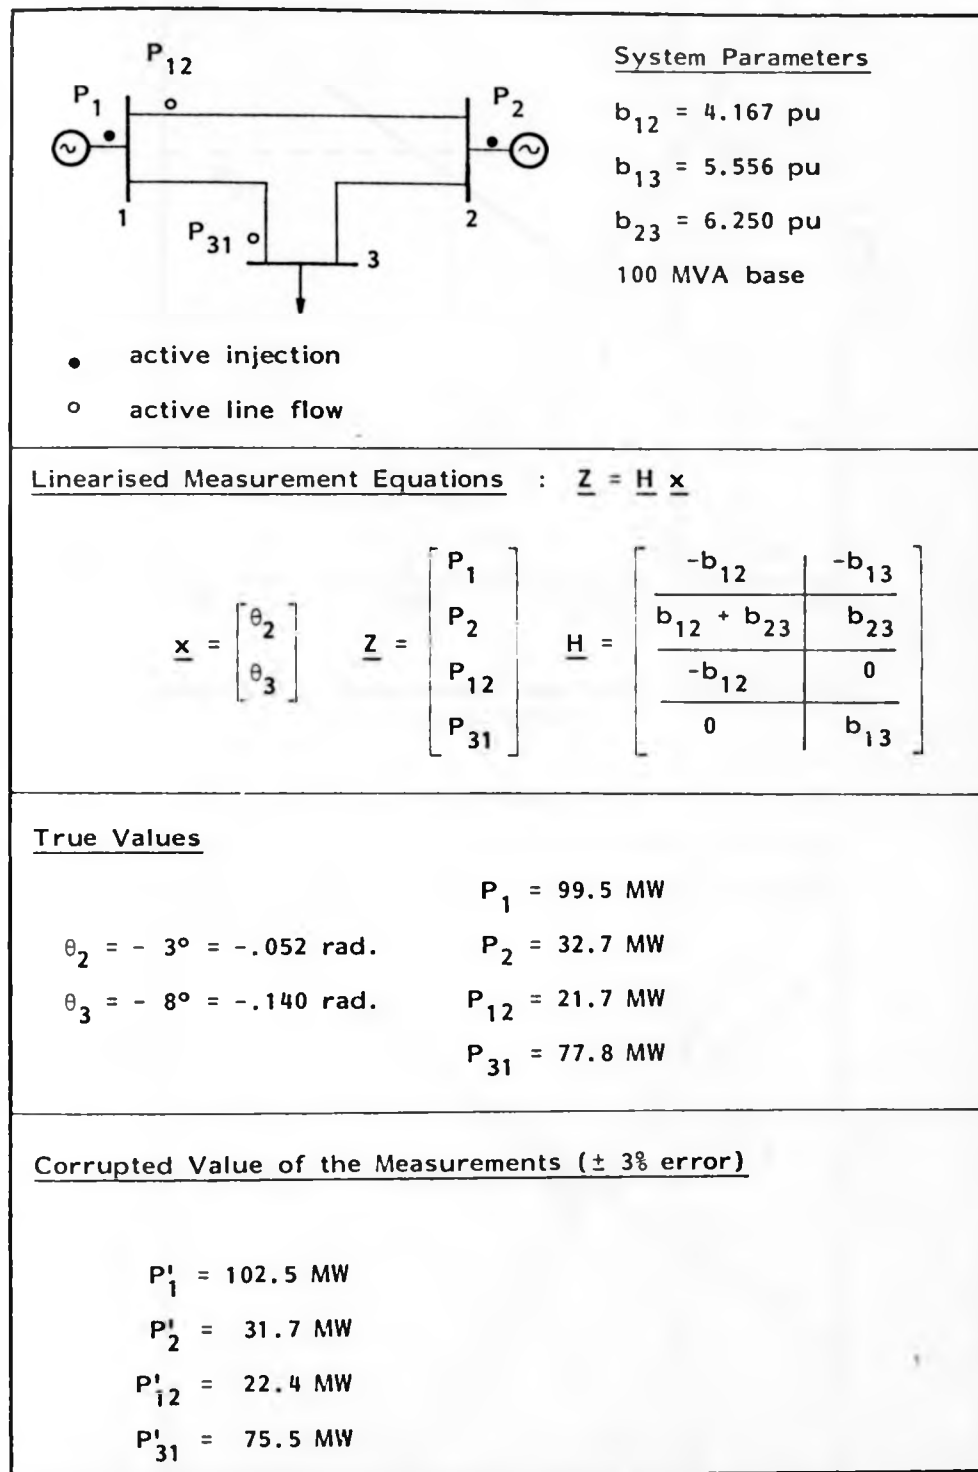 P12
P1
P2
1
2
P31
3
● active injection
○ active line flow
System Parameters
b12 = 4.167 pu
b13 = 5.556 pu
b23 = 6.250 pu
100 MVA base
Linearised Measurement Equations : Z = H x
x = [θ2 θ3] Z = [P1 P2 P12 P31] H = [-b12 | -b13
b12 + b23 | b23
-b12 | 0
0 | b13]
True Values
P1 = 99.5 MW
θ2 = - 3° = -.052 rad. P2 = 32.7 MW
θ3 = - 8° = -.140 rad. P12 = 21.7 MW
P31 = 77.8 MW
Corrupted Value of the Measurements (± 3% error)
P'1 = 102.5 MW
P'2 = 31.7 MW
P'12 = 22.4 MW
P'31 = 75.5 MW